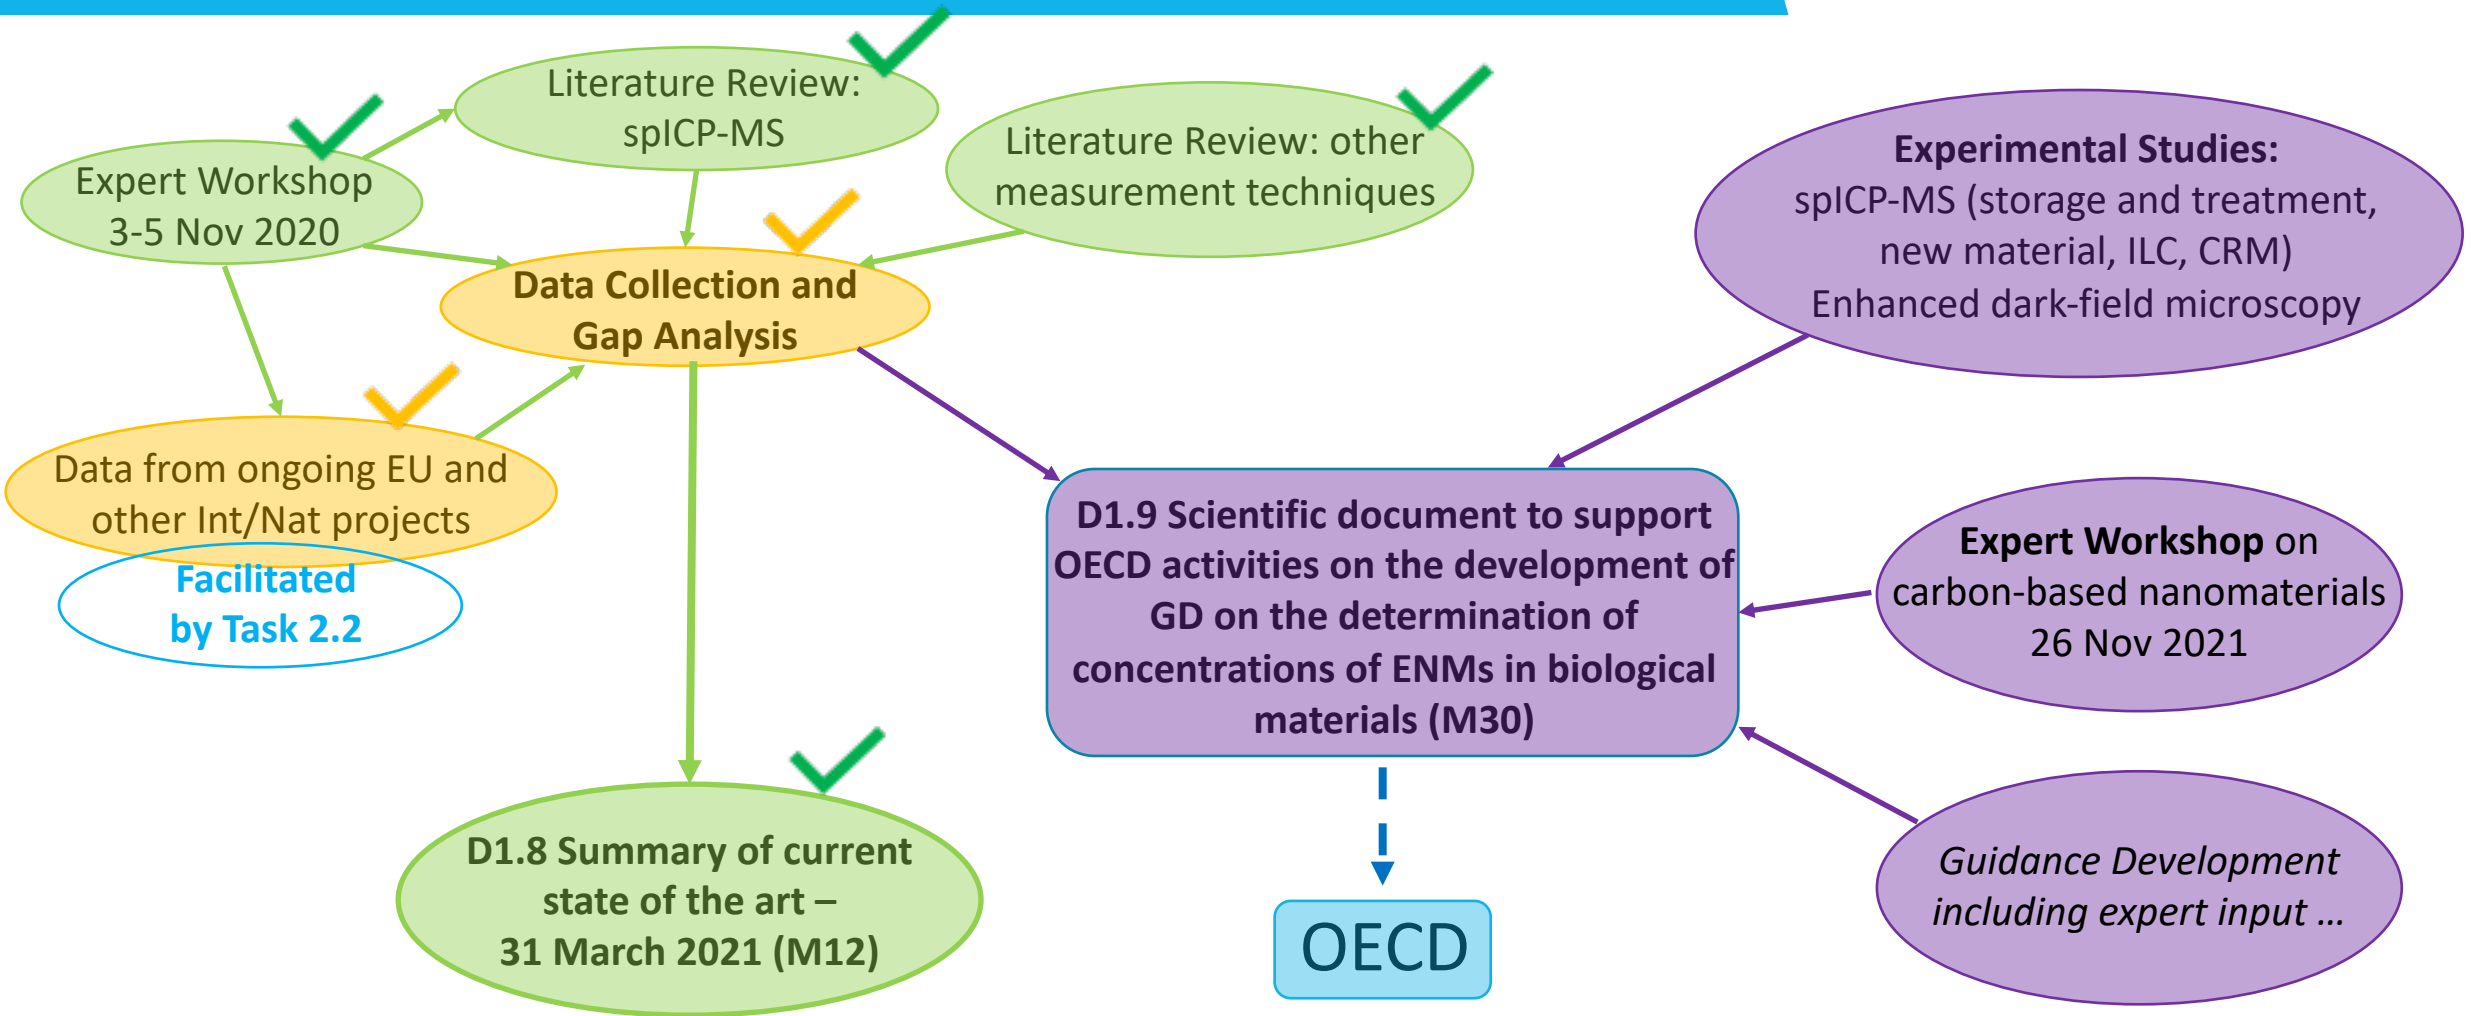 Literature Review:
spICP-MS
Expert Workshop
3-5 Nov 2020
Literature Review: other
measurement techniques
Experimental Studies:
spICP-MS (storage and treatment,
new material, ILC, CRM)
Enhanced dark-field microscopy
Data Collection and
Gap Analysis
Data from ongoing EU and
other Int/Nat projects
Facilitated
by Task 2.2
D1.9 Scientific document to support
OECD activities on the development of
GD on the determination of
concentrations of ENMs in biological
materials (M30)
Expert Workshop on
carbon-based nanomaterials
26 Nov 2021
D1.8 Summary of current
state of the art –
31 March 2021 (M12)
OECD
Guidance Development
including expert input ...